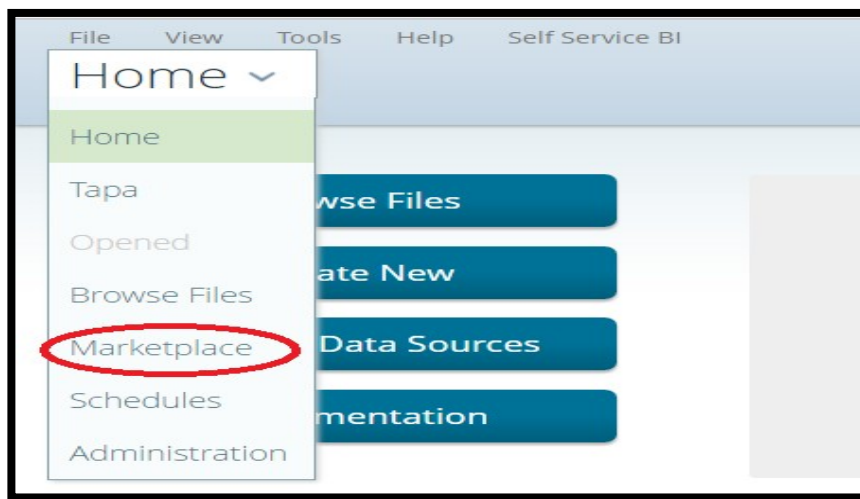 File View Tools Help Self Service BI
Home
Home
Tapa
Opened
Browse Files
Marketplace
Schedules
Administration
wse Files
ate New
Data Sources
mentation